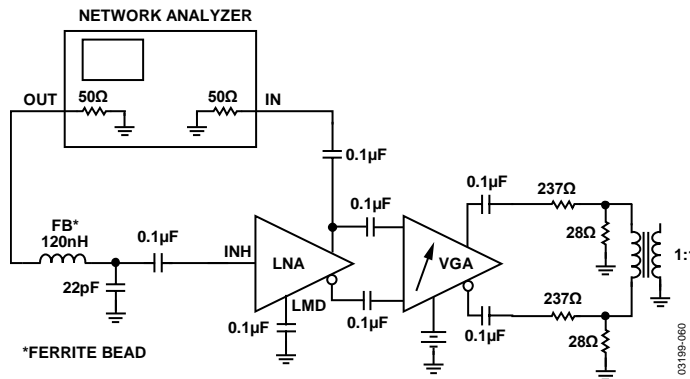 NETWORK ANALYZER
OUT
50Ω
50Ω
IN
0.1µF
FB*
120nH
0.1µF
22pF
INH
LNA
LMD
0.1µF
0.1µF
0.1µF
VGA
0.1µF
0.1µF
237Ω
28Ω
237Ω
28Ω
*FERRITE BEAD
03199-060